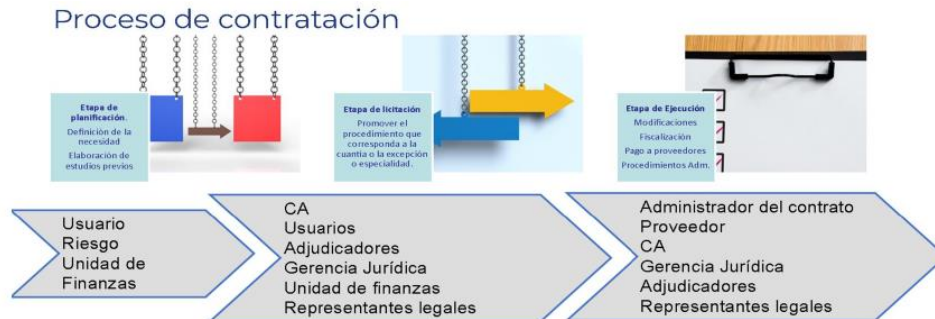 Proceso de contratación
Etapa de
planificación.
Definición de la
necesidad
Elaboración de
estudios previos
Etapa de licitación
Promover el
procedimiento que
corresponda a la
cuantía o la excepción
o especialidad.
Etapa de Ejecución
Modificaciones
Fiscalización
Pago a proveedores
Procedimientos Adm.
Usuario
Riesgo
Unidad de
Finanzas
CA
Usuarios
Adjudicadores
Gerencia Jurídica
Unidad de finanzas
Representantes legales
Administrador del contrato
Proveedor
CA
Gerencia Jurídica
Adjudicadores
Representantes legales